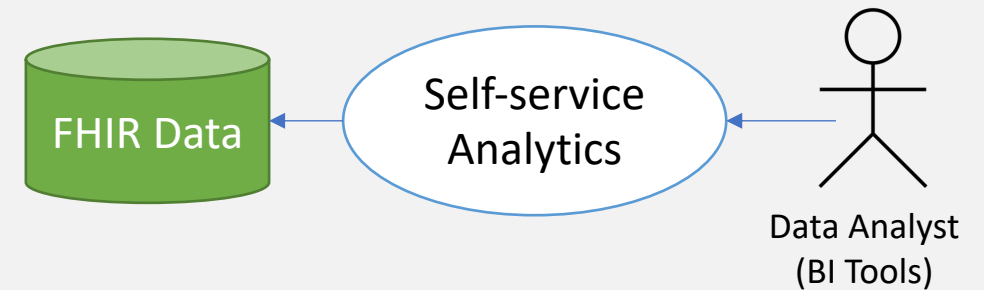 FHIR Data
Self-service
Analytics
Data Analyst
(BI Tools)